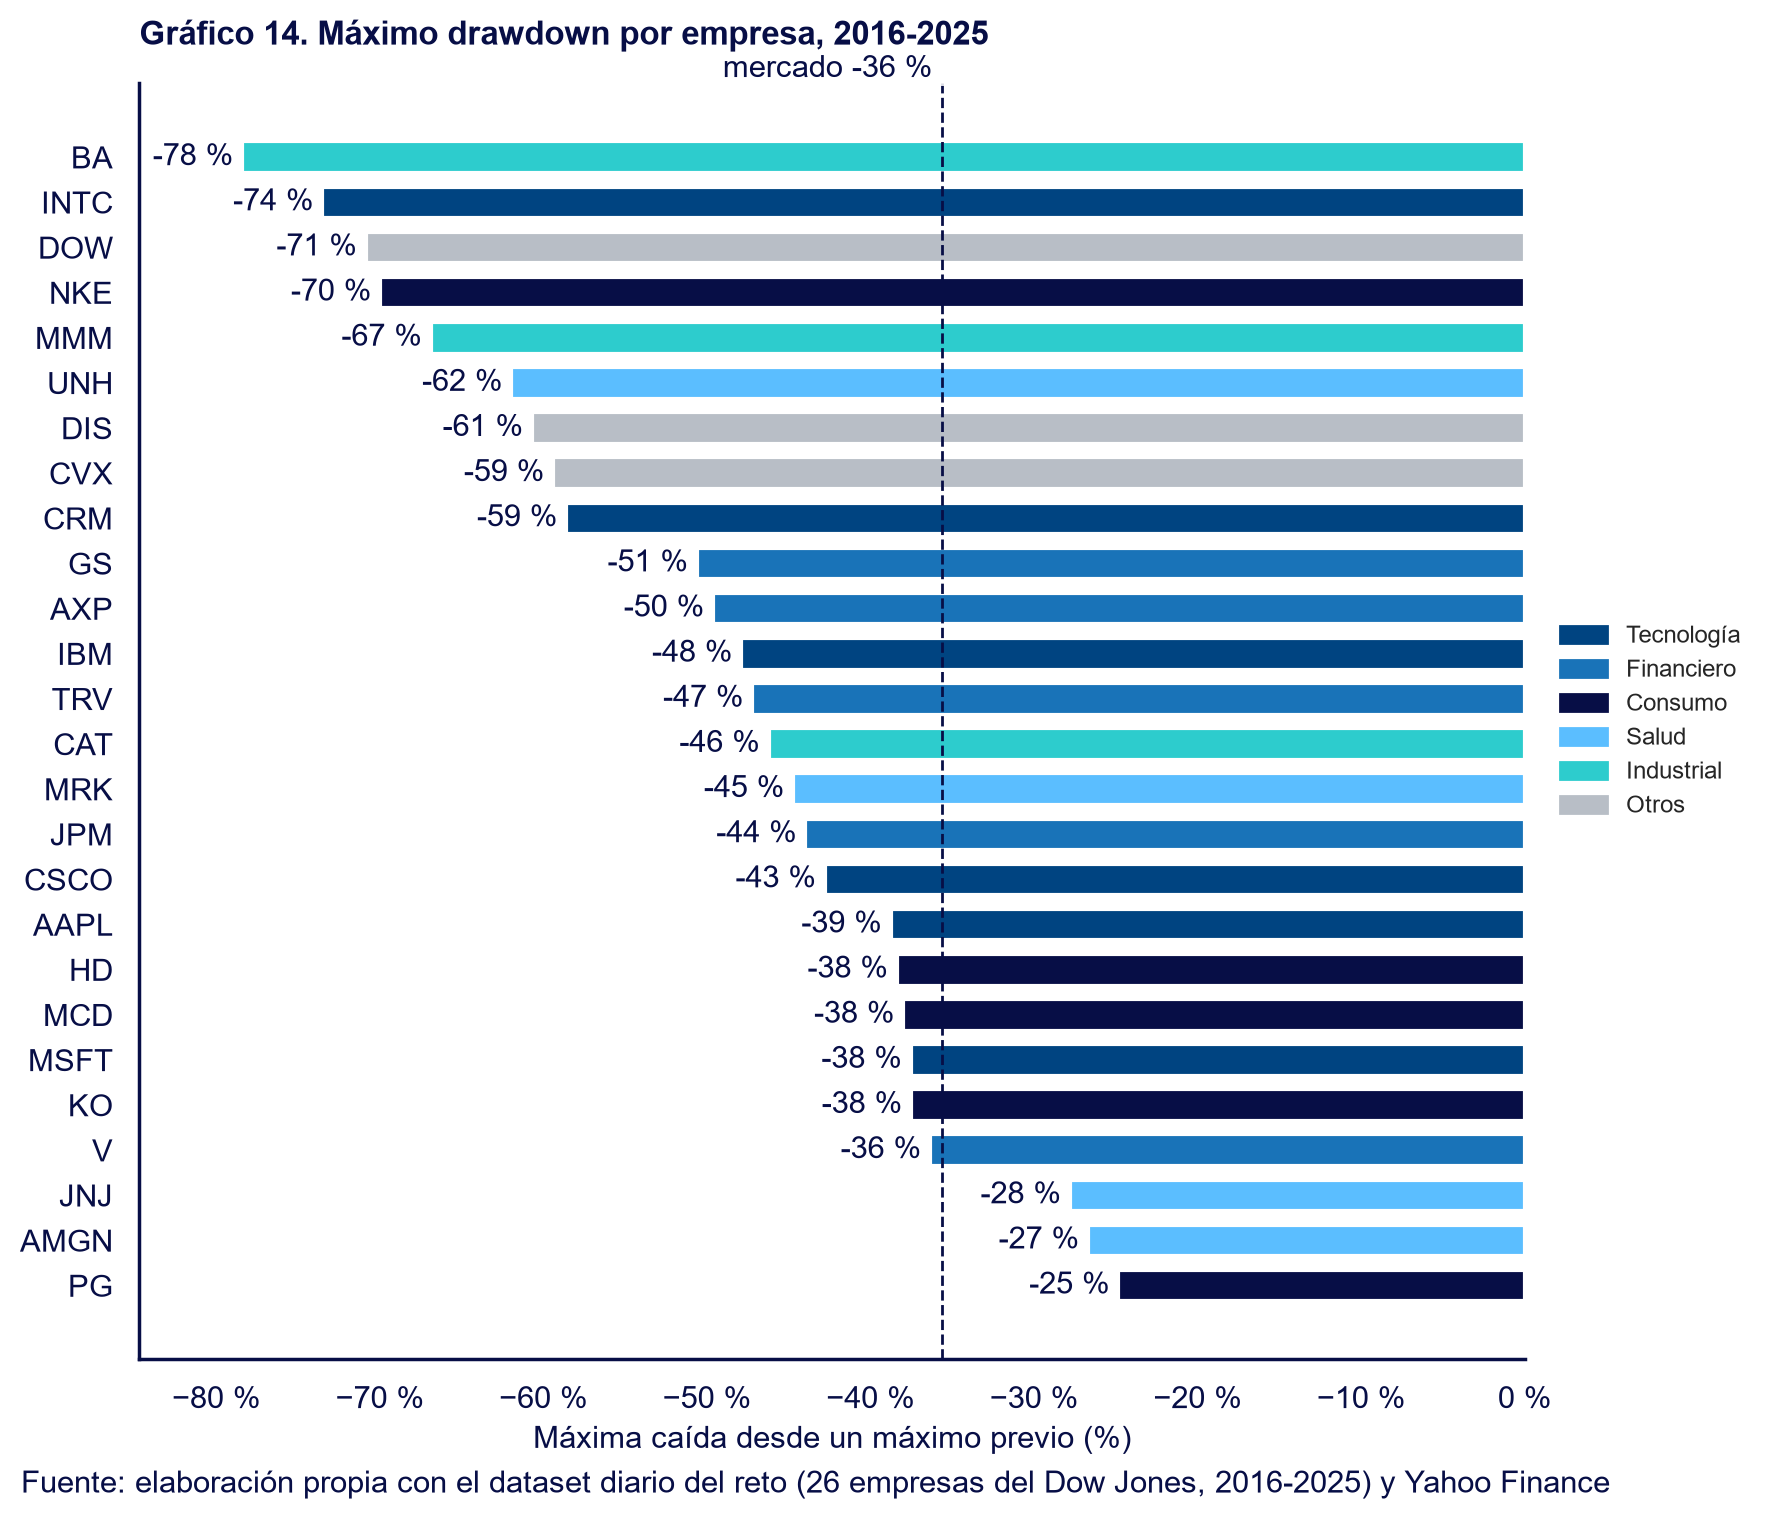 Gráfico 14. Máximo drawdown por empresa, 2016-2025
mercado -36 %
BA -78 %
INTC -74 %
DOW -71 %
NKE -70 %
MMM -67 %
UNH -62 %
DIS -61 %
CVX -59 %
CRM -59 %
GS -51 %
AXP -50 %
IBM -48 %
TRV -47 %
CAT -46 %
MRK -45 %
JPM -44 %
CSCO -43 %
AAPL -39 %
HD -38 %
MCD -38 %
MSFT -38 %
KO -38 %
V -36 %
JNJ -28 %
AMGN -27 %
PG -25 %
Tecnología
Financiero
Consumo
Salud
Industrial
Otros
−80 % −70 % −60 % −50 % −40 % −30 % −20 % −10 % 0 %
Máxima caída desde un máximo previo (%)
Fuente: elaboración propia con el dataset diario del reto (26 empresas del Dow Jones, 2016-2025) y Yahoo Finance